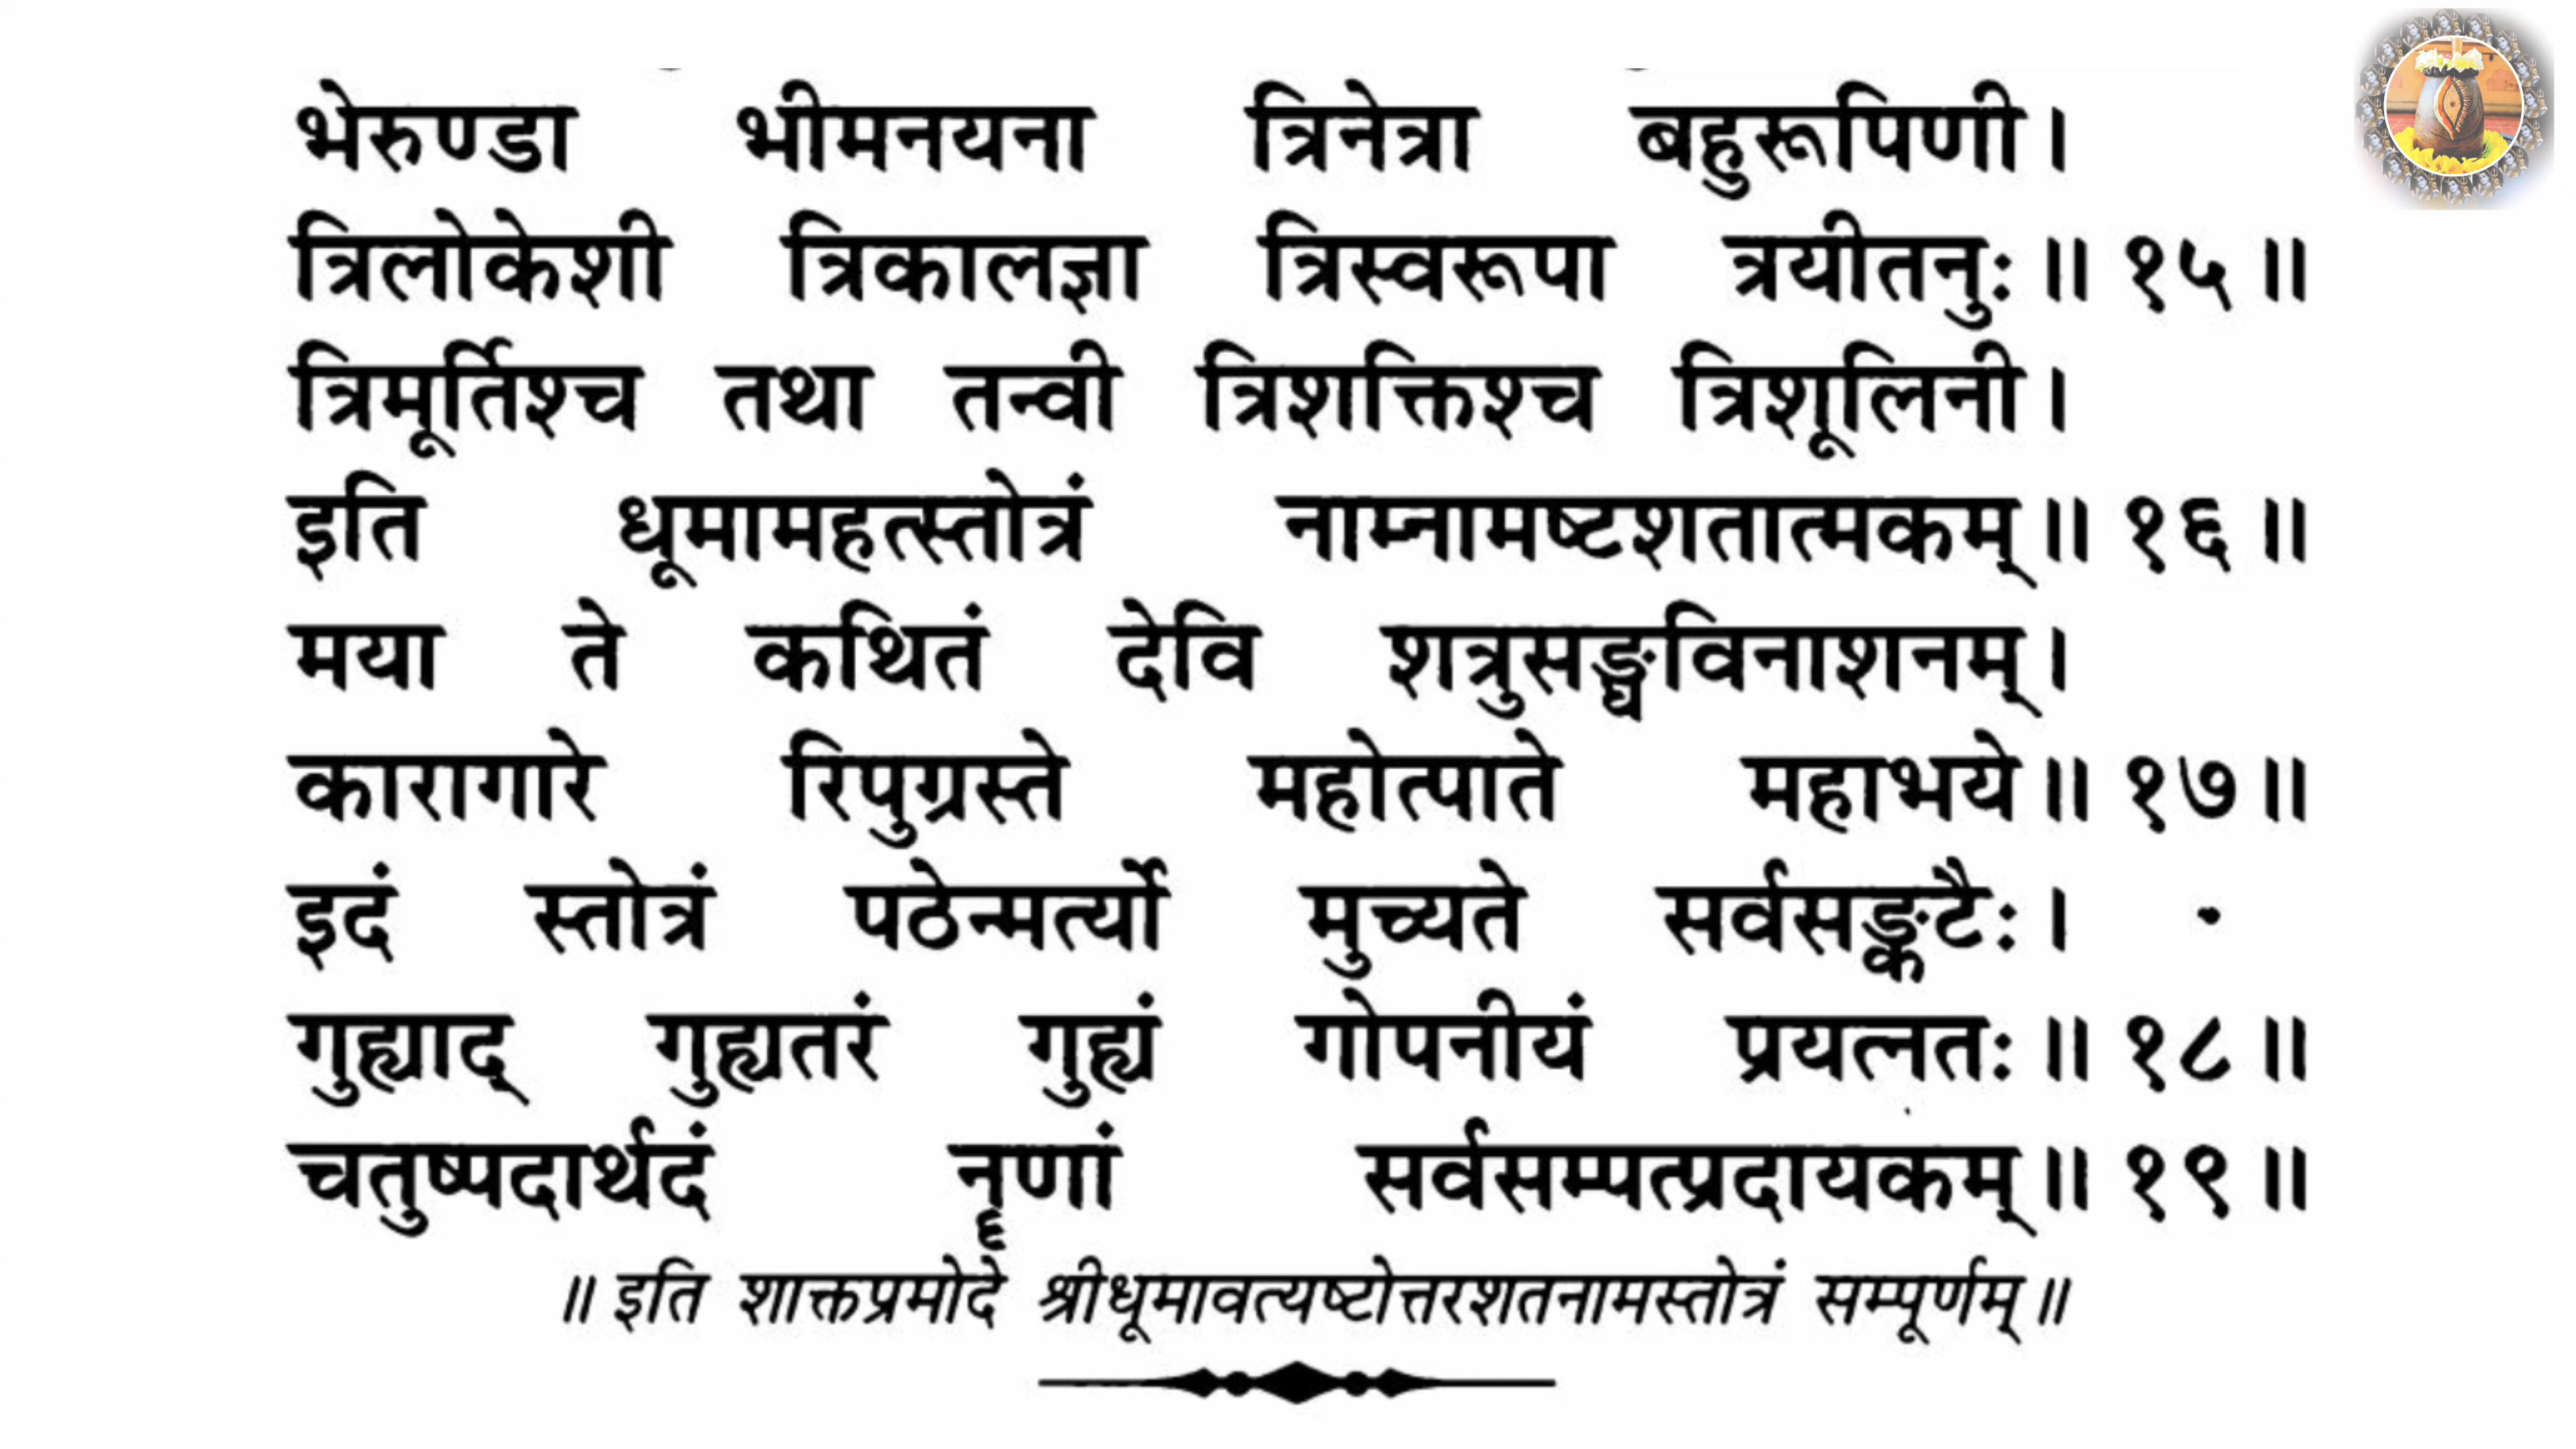 भेरुण्डा भीमनयना त्रिनेत्रा बहुरूपिणी।
त्रिलोकेशी त्रिकालज्ञा त्रिस्वरूपा त्रयीतनुः॥ १५ ॥
त्रिमूर्तिश्च तथा तन्वी त्रिशक्तिश्च त्रिशूलिनी।
इति धूमामहत्स्तोत्रं नाम्नामष्टशतात्मकम्॥ १६ ॥
मया ते कथितं देवि शत्रुसङ्घविनाशनम्।
कारागारे रिपुग्रस्ते महोत्पाते महाभये॥ १७ ॥
इदं स्तोत्रं पठेन्मर्त्यो मुच्यते सर्वसङ्कटैः।
गुह्याद् गुह्यतरं गुह्यं गोपनीयं प्रयत्नतः॥ १८ ॥
चतुष्पदार्थदं नॄणां सर्वसम्पत्प्रदायकम्॥ १९ ॥
॥ इति शाक्तप्रमोदे श्रीधूमावत्यष्टोत्तरशतनामस्तोत्रं सम्पूर्णम्॥